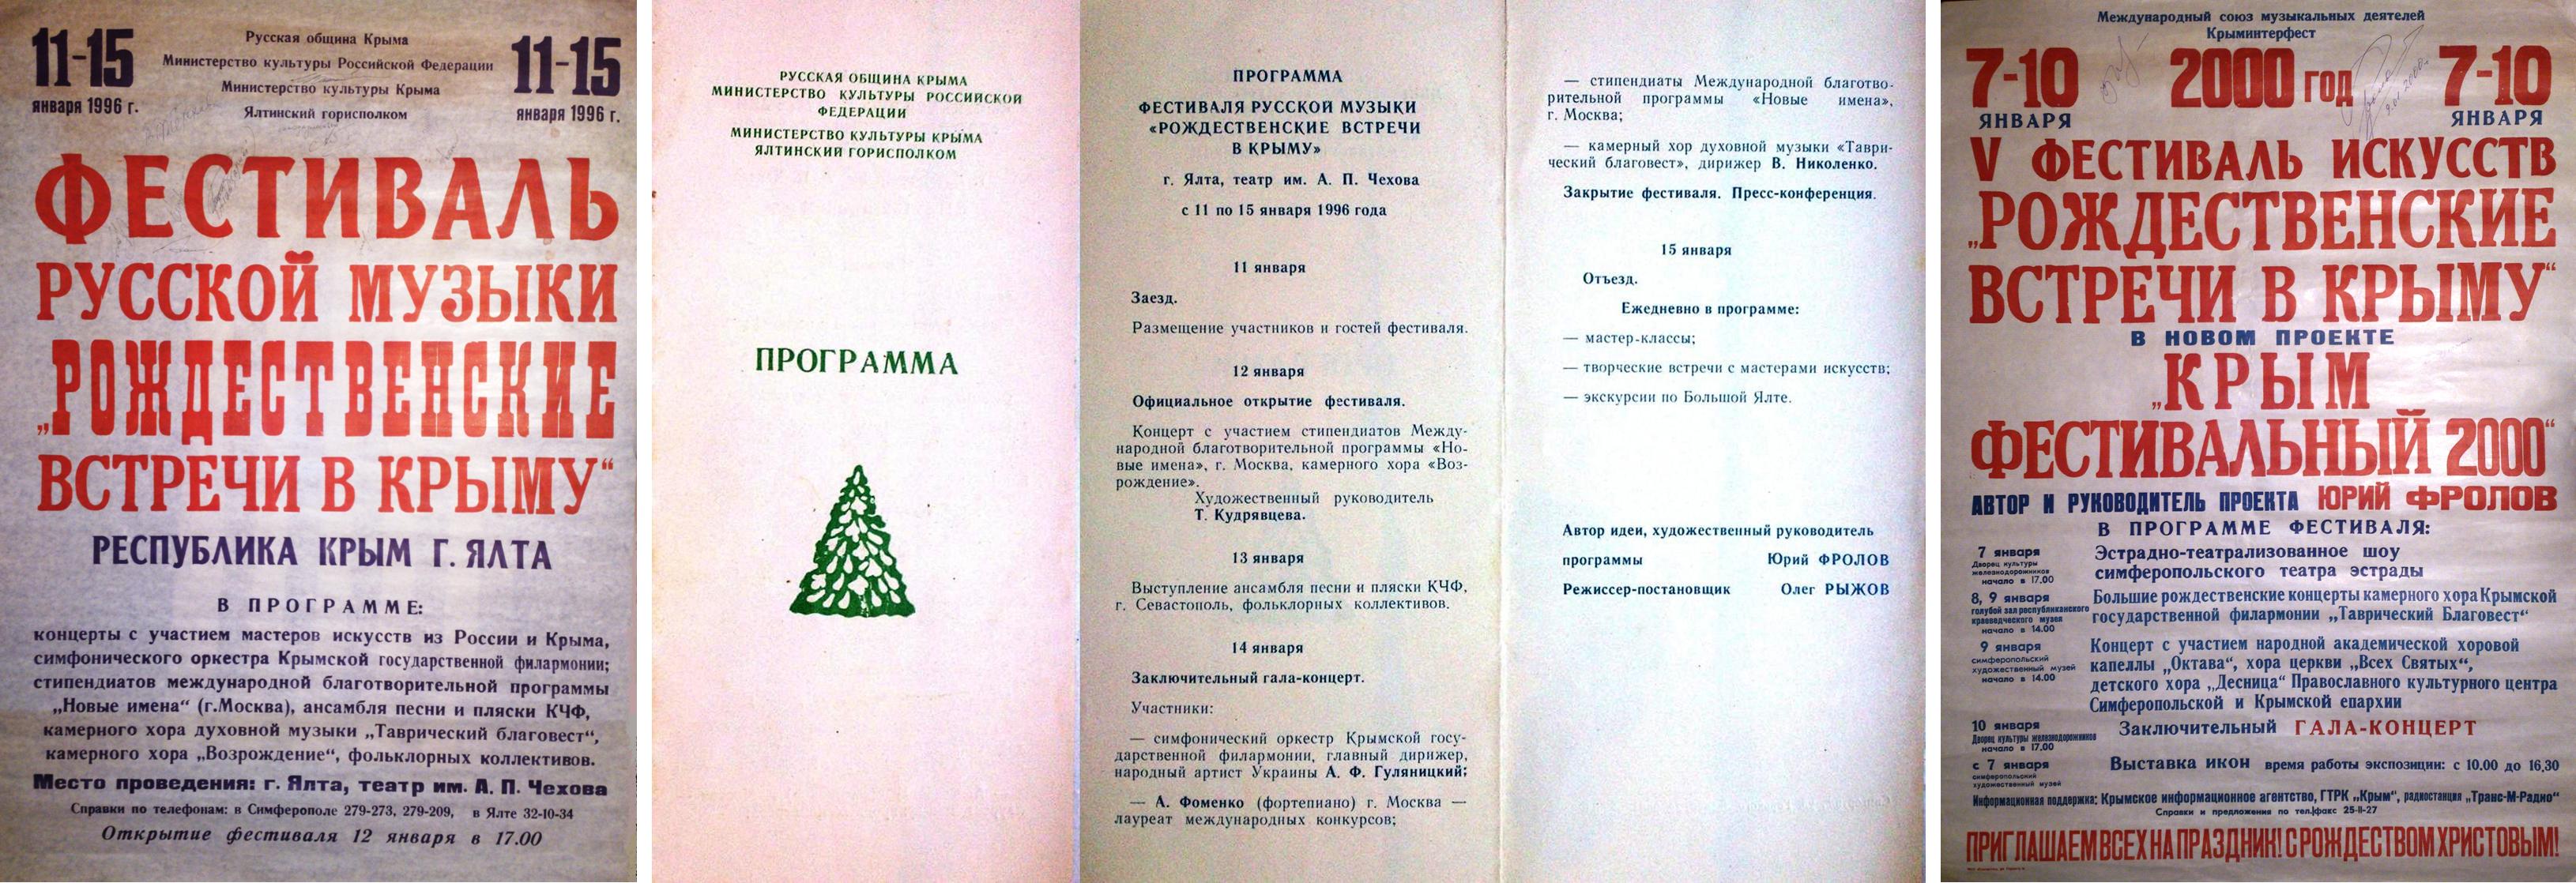 11-15
января 1996 г.
Русская община Крыма
Министерство культуры Российской Федерации
Министерство культуры Крыма
Ялтинский горисполком
11-15
января 1996 г.
ФЕСТИВАЛЬ
РУССКОЙ МУЗЫКИ
„РОЖДЕСТВЕНСКИЕ
ВСТРЕЧИ В КРЫМУ“
РЕСПУБЛИКА КРЫМ Г. ЯЛТА
В ПРОГРАММЕ:
концерты с участием мастеров искусств из России и Крыма,
симфонического оркестра Крымской государственной филармонии;
стипендиатов международной благотворительной программы
„Новые имена“ (г.Москва), ансамбля песни и пляски КЧФ,
камерного хора духовной музыки „Таврический благовест“,
камерного хора „Возрождение“, фольклорных коллективов.
Место проведения: г. Ялта, театр им. А. П. Чехова
Справки по телефонам: в Симферополе 279-273, 279-209, в Ялте 32-10-34
Открытие фестиваля 12 января в 17.00
РУССКАЯ ОБЩИНА КРЫМА
МИНИСТЕРСТВО КУЛЬТУРЫ РОССИЙСКОЙ
ФЕДЕРАЦИИ
МИНИСТЕРСТВО КУЛЬТУРЫ КРЫМА
ЯЛТИНСКИЙ ГОРИСПОЛКОМ
ПРОГРАММА
ПРОГРАММА
ФЕСТИВАЛЯ РУССКОЙ МУЗЫКИ
«РОЖДЕСТВЕНСКИЕ ВСТРЕЧИ
В КРЫМУ»
г. Ялта, театр им. А. П. Чехова
с 11 по 15 января 1996 года
11 января
Заезд.
Размещение участников и гостей фестиваля.
12 января
Официальное открытие фестиваля.
Концерт с участием стипендиатов Между-
народной благотворительной программы «Но-
вые имена», г. Москва, камерного хора «Воз-
рождение».
Художественный руководитель
Т. Кудрявцева.
13 января
Выступление ансамбля песни и пляски КЧФ,
г. Севастополь, фольклорных коллективов.
14 января
Заключительный гала-концерт.
Участники:
— симфонический оркестр Крымской госу-
дарственной филармонии, главный дирижер,
народный артист Украины А. Ф. Гуляницкий;
— А. Фоменко (фортепиано) г. Москва —
лауреат международных конкурсов;
— стипендиаты Международной благотво-
рительной программы «Новые имена»,
г. Москва;
— камерный хор духовной музыки «Таври-
ческий благовест», дирижер В. Николенко.
Закрытие фестиваля. Пресс-конференция.
15 января
Отъезд.
Ежедневно в программе:
— мастер-классы;
— творческие встречи с мастерами искусств;
— экскурсии по Большой Ялте.
Автор идеи, художественный руководитель
программы Юрий ФРОЛОВ
Режиссер-постановщик Олег РЫЖОВ
Международный союз музыкальных деятелей
Крыминтерфест
7-10
ЯНВАРЯ
2000 год
7-10
ЯНВАРЯ
V ФЕСТИВАЛЬ ИСКУССТВ
„РОЖДЕСТВЕНСКИЕ
ВСТРЕЧИ В КРЫМУ“
В НОВОМ ПРОЕКТЕ
„КРЫМ
ФЕСТИВАЛЬНЫЙ 2000“
АВТОР И РУКОВОДИТЕЛЬ ПРОЕКТА ЮРИЙ ФРОЛОВ
В ПРОГРАММЕ ФЕСТИВАЛЯ:
7 января
Дворец культуры
железнодорожников
начало в 17.00
Эстрадно-театрализованное шоу
симферопольского театра эстрады
8, 9 января
голубой зал республиканского
краеведческого музея
начало в 14.00
Большие рождественские концерты камерного хора Крымской
государственной филармонии „Таврический Благовест“
9 января
симферопольский
художественный музей
начало в 14.00
Концерт с участием народной академической хоровой
капеллы „Октава“, хора церкви „Всех Святых“,
детского хора „Десница“ Православного культурного центра
Симферопольской и Крымской епархии
10 января
Дворец культуры железнодорожников
начало в 17.00
Заключительный ГАЛА-КОНЦЕРТ
с 7 января
симферопольский
художественный музей
Выставка икон время работы экспозиции: с 10.00 до 16,30
Информационная поддержка: Крымское информационное агентство, ГТРК „Крым“, радиостанция „Транс-М-Радио“
Справки и предложения по тел.|факс 25-11-27
ПРИГЛАШАЕМ ВСЕХ НА ПРАЗДНИК! С РОЖДЕСТВОМ ХРИСТОВЫМ!